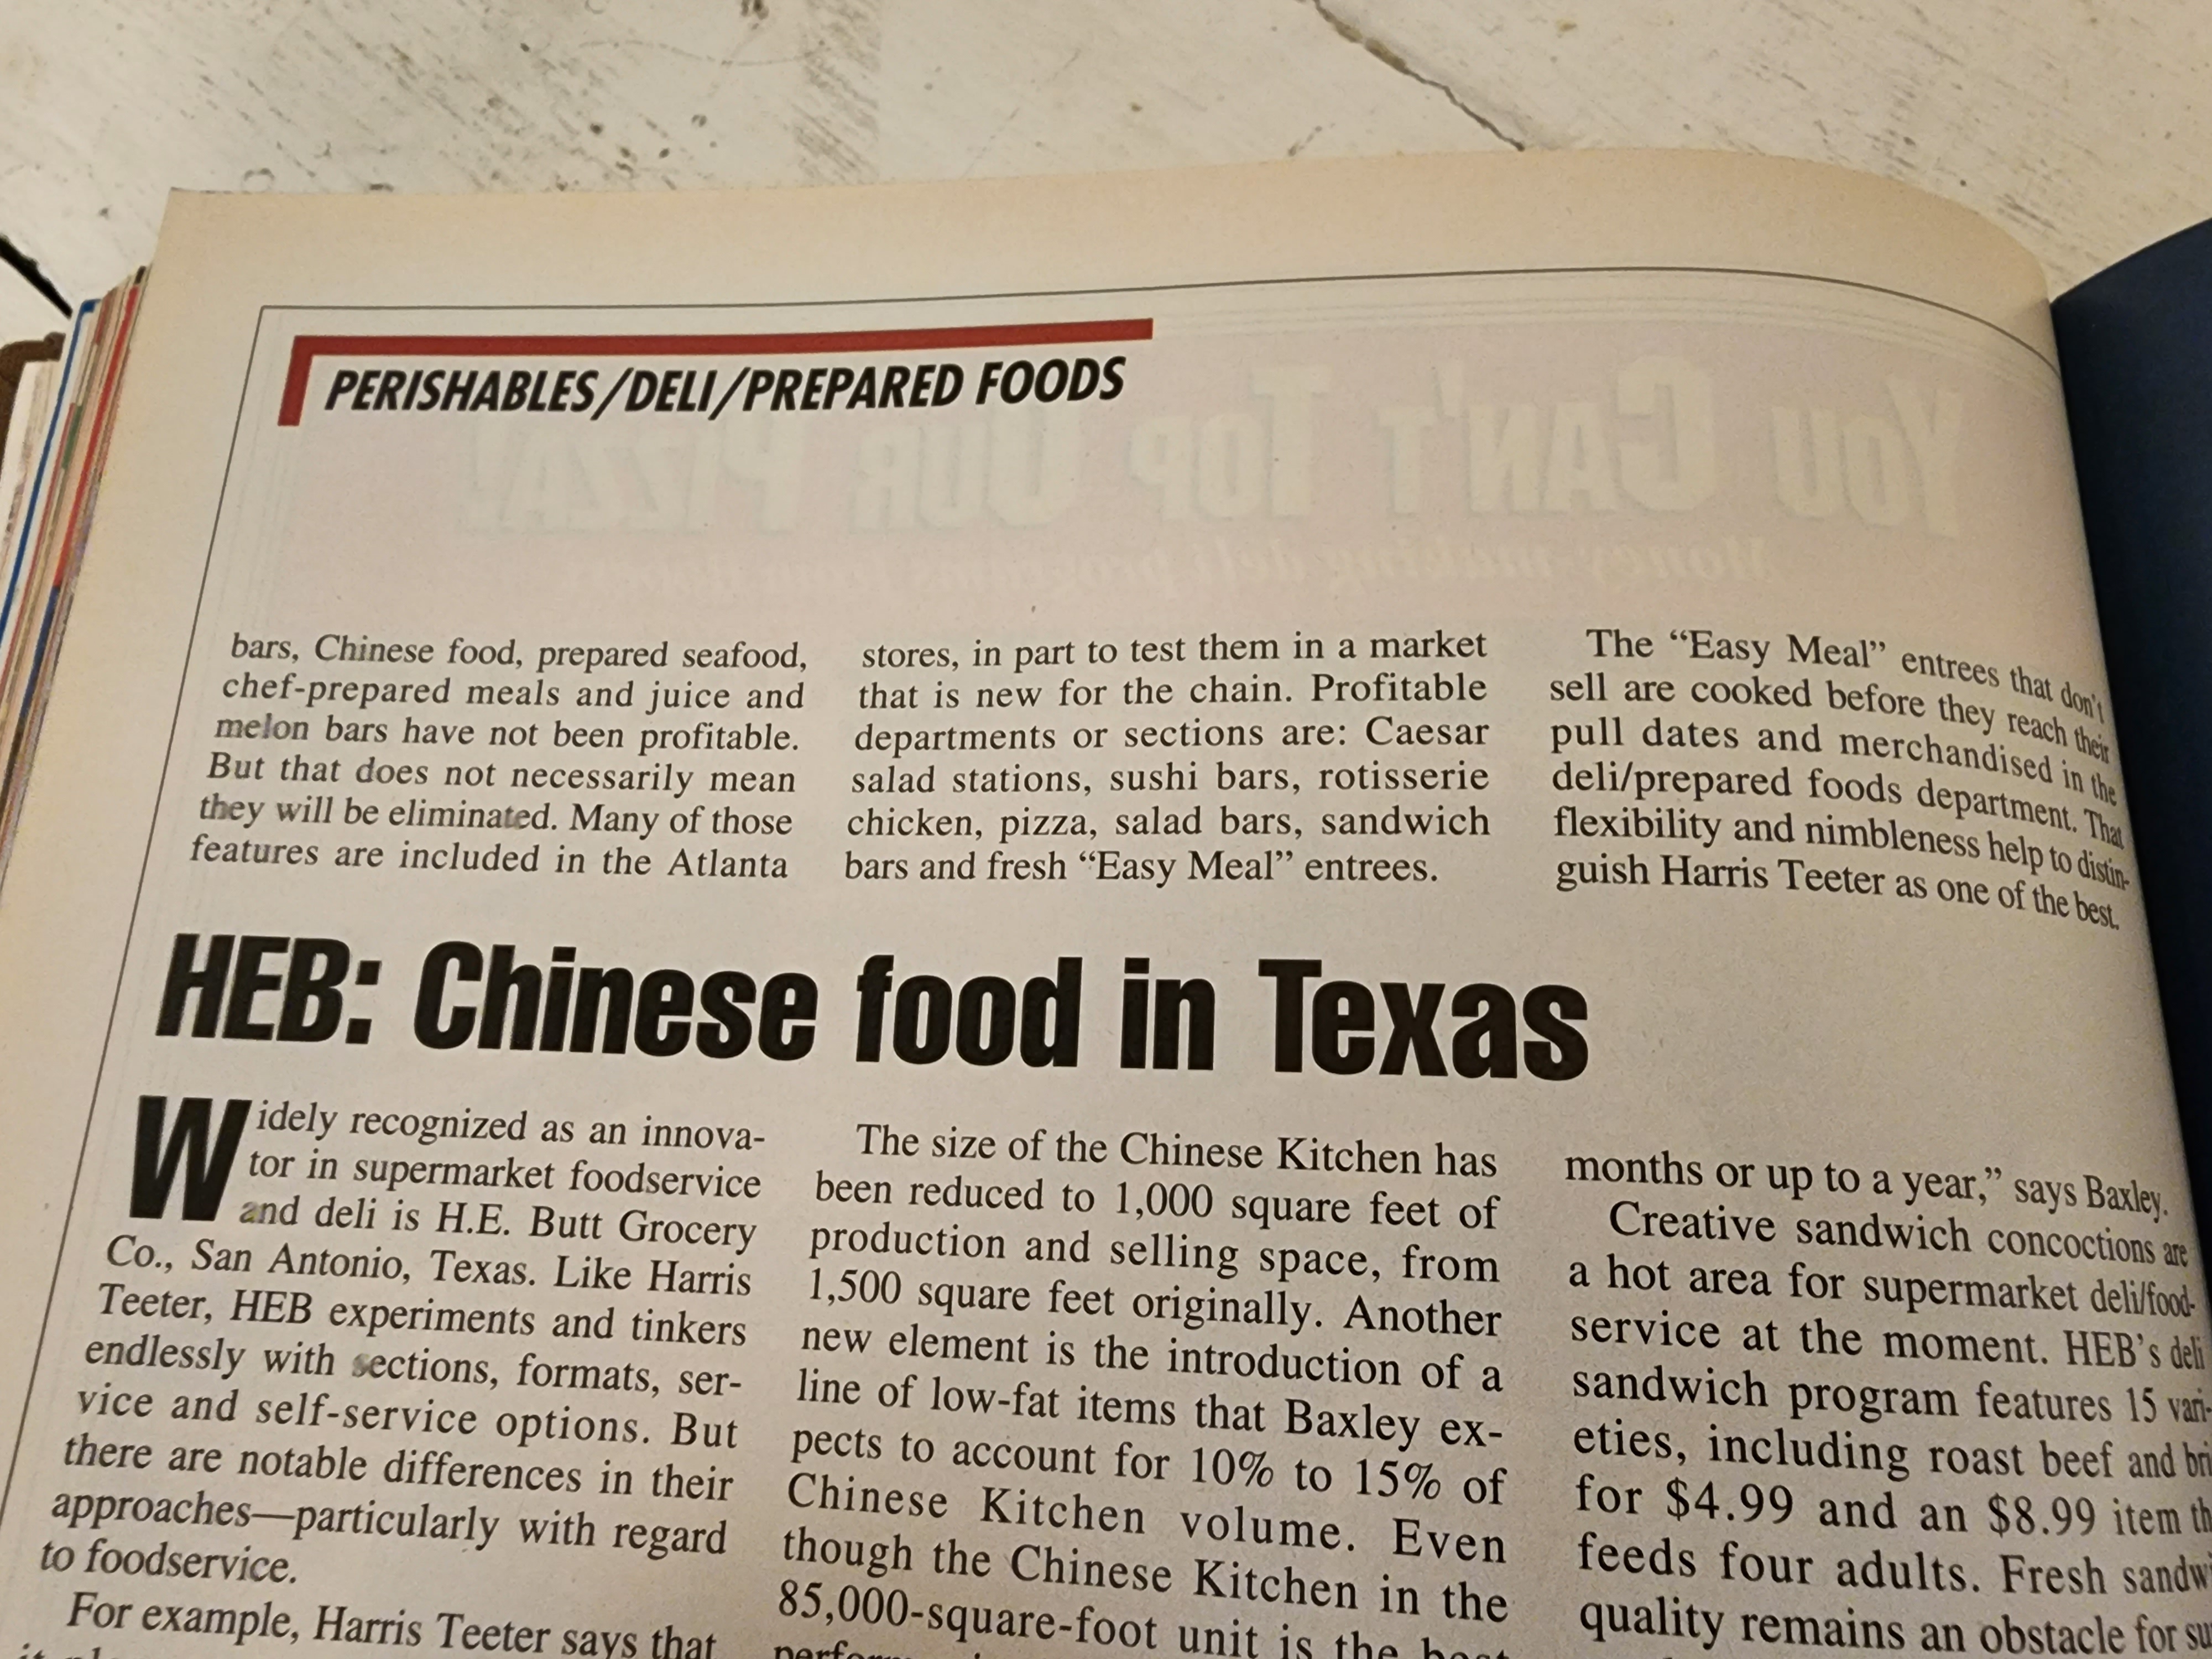 PERISHABLES/DELI/PREPARED FOODS
YOU CAN'T TOP OUR PIZZA!
Money-making deli programs
bars, Chinese food, prepared seafood,
chef-prepared meals and juice and
melon bars have not been profitable.
But that does not necessarily mean
they will be eliminated. Many of those
features are included in the Atlanta
stores, in part to test them in a market
that is new for the chain. Profitable
departments or sections are: Caesar
salad stations, sushi bars, rotisserie
chicken, pizza, salad bars, sandwich
bars and fresh “Easy Meal” entrees.
The “Easy Meal” entrees that don't
sell are cooked before they reach their
pull dates and merchandised in the
deli/prepared foods department. That
flexibility and nimbleness help to distin-
guish Harris Teeter as one of the best.
HEB: Chinese food in Texas
Widely recognized as an innova-
tor in supermarket foodservice
and deli is H.E. Butt Grocery
Co., San Antonio, Texas. Like Harris
Teeter, HEB experiments and tinkers
endlessly with sections, formats, ser-
vice and self-service options. But
there are notable differences in their
approaches—particularly with regard
to foodservice.
For example, Harris Teeter says that
The size of the Chinese Kitchen has
been reduced to 1,000 square feet of
production and selling space, from
1,500 square feet originally. Another
new element is the introduction of a
line of low-fat items that Baxley ex-
pects to account for 10% to 15% of
Chinese Kitchen volume. Even
though the Chinese Kitchen in the
85,000-square-foot unit is the best
months or up to a year,” says Baxley.
Creative sandwich concoctions are
a hot area for supermarket deli/food-
service at the moment. HEB's deli
sandwich program features 15 vari-
eties, including roast beef and
for $4.99 and an $8.99 item
feeds four adults. Fresh
quality remains an obstacle for